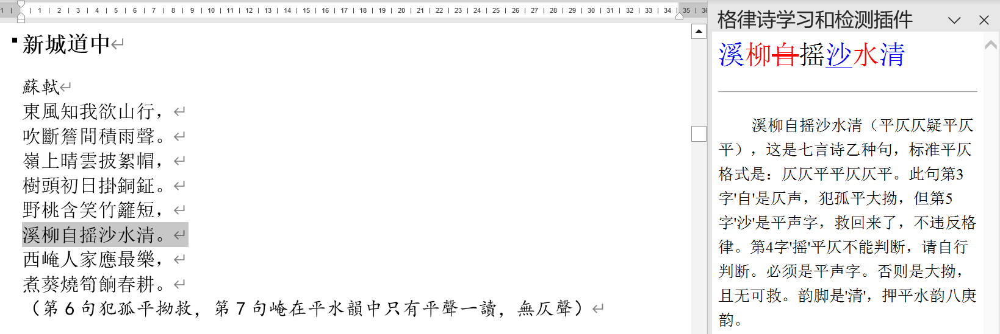 1 1 2 3 4 5 6 7 8 9 10 11 12 13 14 15 16 17 18 19 20 21 22 23 24 25 26 27 28 29 30 31 32 33 34 35 36
新城道中
蘇軾
東風知我欲山行，
吹斷簷間積雨聲。
嶺上晴雲披絮帽，
樹頭初日掛銅鉦。
野桃含笑竹籬短，
溪柳自摇沙水清。
西崦人家應最樂，
煮葵燒筍餉春耕。
（第 6 句犯孤平拗救，第 7 句崦在平水韻中只有平聲一讀，無仄聲）
格律诗学习和检测插件
溪柳自摇沙水清
溪柳自摇沙水清（平仄仄疑平仄
平），这是七言诗乙种句，标准平仄
格式是：仄仄平平仄仄平。此句第3
字'自'是仄声，犯孤平大拗，但第5
字'沙'是平声字，救回来了，不违反格
律。第4字'摇'平仄不能判断，请自行
判断。必须是平声字。否则是大拗，
且无可救。韵脚是'清'，押平水韵八庚
韵。